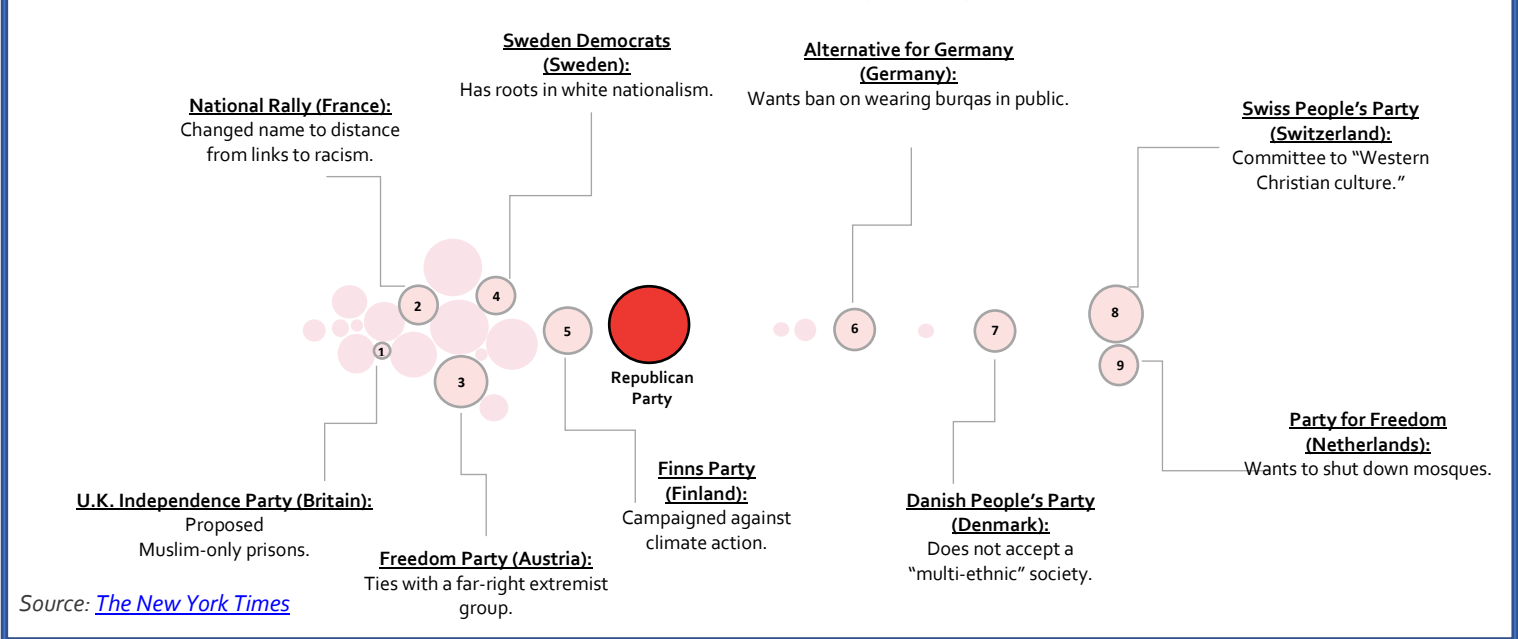 Sweden Democrats
(Sweden):
Has roots in white nationalism.
Alternative for Germany
(Germany):
Wants ban on wearing burqas in public.
National Rally (France):
Changed name to distance
from links to racism.
Swiss People’s Party
(Switzerland):
Committee to “Western
Christian culture.”
1
2
3
4
5
6
7
8
9
Republican
Party
U.K. Independence Party (Britain):
Proposed
Muslim-only prisons.
Freedom Party (Austria):
Ties with a far-right extremist
group.
Finns Party
(Finland):
Campaigned against
climate action.
Danish People’s Party
(Denmark):
Does not accept a
“multi-ethnic” society.
Party for Freedom
(Netherlands):
Wants to shut down mosques.
Source: The New York Times